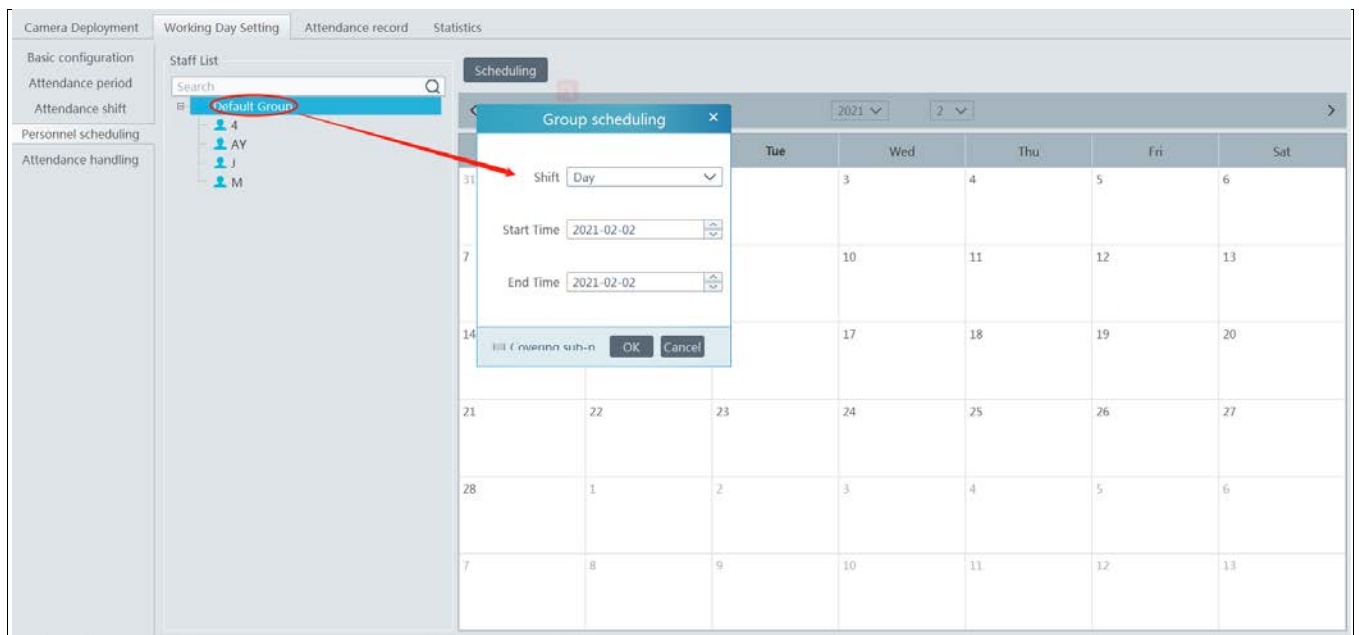 Camera Deployment Working Day Setting Attendance record Statistics
Basic configuration
Attendance period
Attendance shift
Personnel scheduling
Attendance handling
Staff List
Search
Default Group
4
AY
J
M
Scheduling
2021 2
Tue Wed Thu Fri Sat
31 3 4 5 6
7 10 11 12 13
14 17 18 19 20
21 22 23 24 25 26 27
28 1 2 3 4 5 6
7 8 9 10 11 12 13
Group scheduling
Shift Day
Start Time 2021-02-02
End Time 2021-02-02
Covering OK Cancel